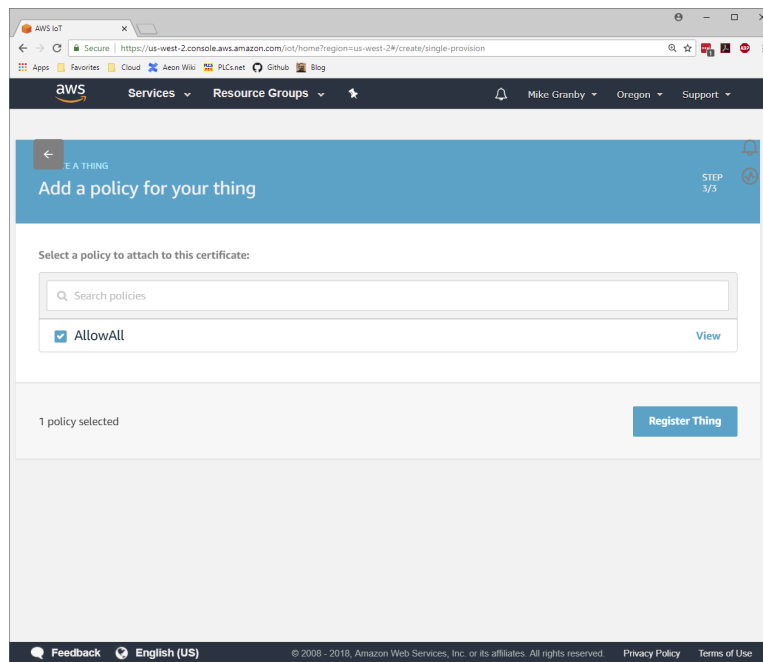 AWS IoT
Secure | https://us-west-2.console.aws.amazon.com/iot/home?region=us-west-2#/create/single-provision
Apps Favorites Cloud Aeon Wiki PLCs.net Github Blog
aws Services Resource Groups Mike Granby Oregon Support
E A THING
Add a policy for your thing
STEP
3/3
Select a policy to attach to this certificate:
Search policies
AllowAll View
1 policy selected Register Thing
Feedback English (US) © 2008 - 2018, Amazon Web Services, Inc. or its affiliates. All rights reserved. Privacy Policy Terms of Use